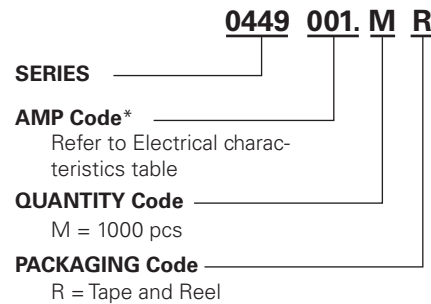 0449 001. M R
SERIES
AMP Code*
Refer to Electrical charac-
teristics table
QUANTITY Code
M = 1000 pcs
PACKAGING Code
R = Tape and Reel